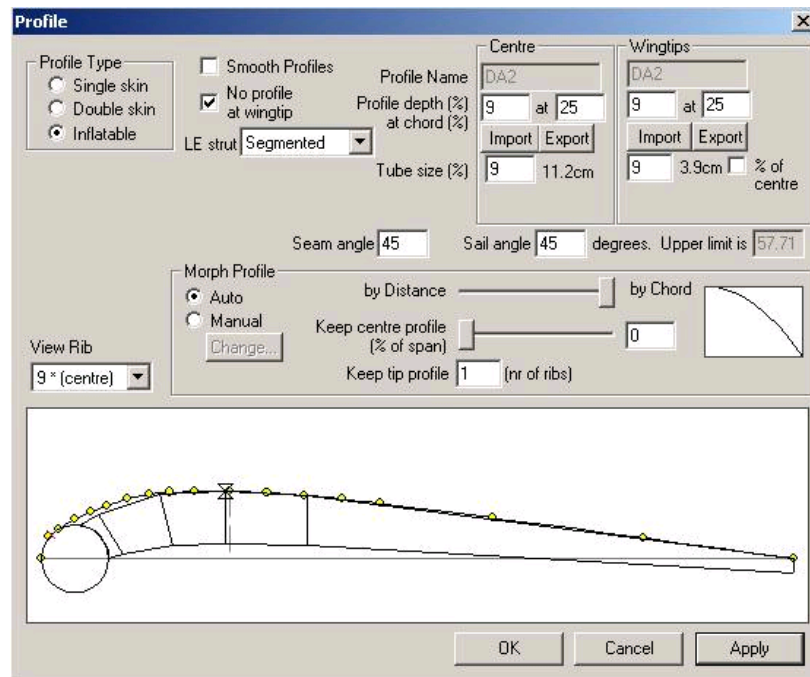 Profile
Profile Type
Single skin
Double skin
Inflatable
Smooth Profiles
No profile
at wingtip
LE strut Segmented
Centre
Wingtips
Profile Name DA2 DA2
Profile depth (%) 9 at 25 9 at 25
at chord (%)
Import Export Import Export
Tube size (%) 9 11.2cm 9 3.9cm % of
centre
Seam angle 45 Sail angle 45 degrees. Upper limit is 57.71
Morph Profile
Auto
Manual
Change...
by Distance by Chord
Keep centre profile
(% of span) 0
Keep tip profile 1 (nr of ribs)
View Rib
9 * (centre)
OK Cancel Apply